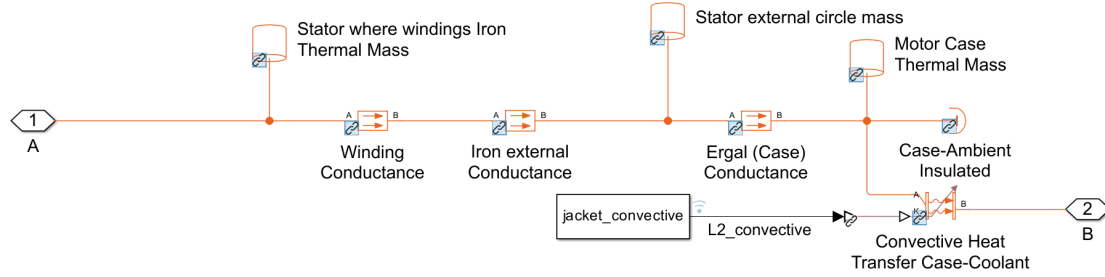 Stator where windings Iron
Thermal Mass
Stator external circle mass
Motor Case
Thermal Mass
1
A
A B
Winding
Conductance
A B
Iron external
Conductance
A B
Ergal (Case)
Conductance
Case-Ambient
Insulated
jacket_convective
L2_convective
A
K
B
Convective Heat
Transfer Case-Coolant
2
B